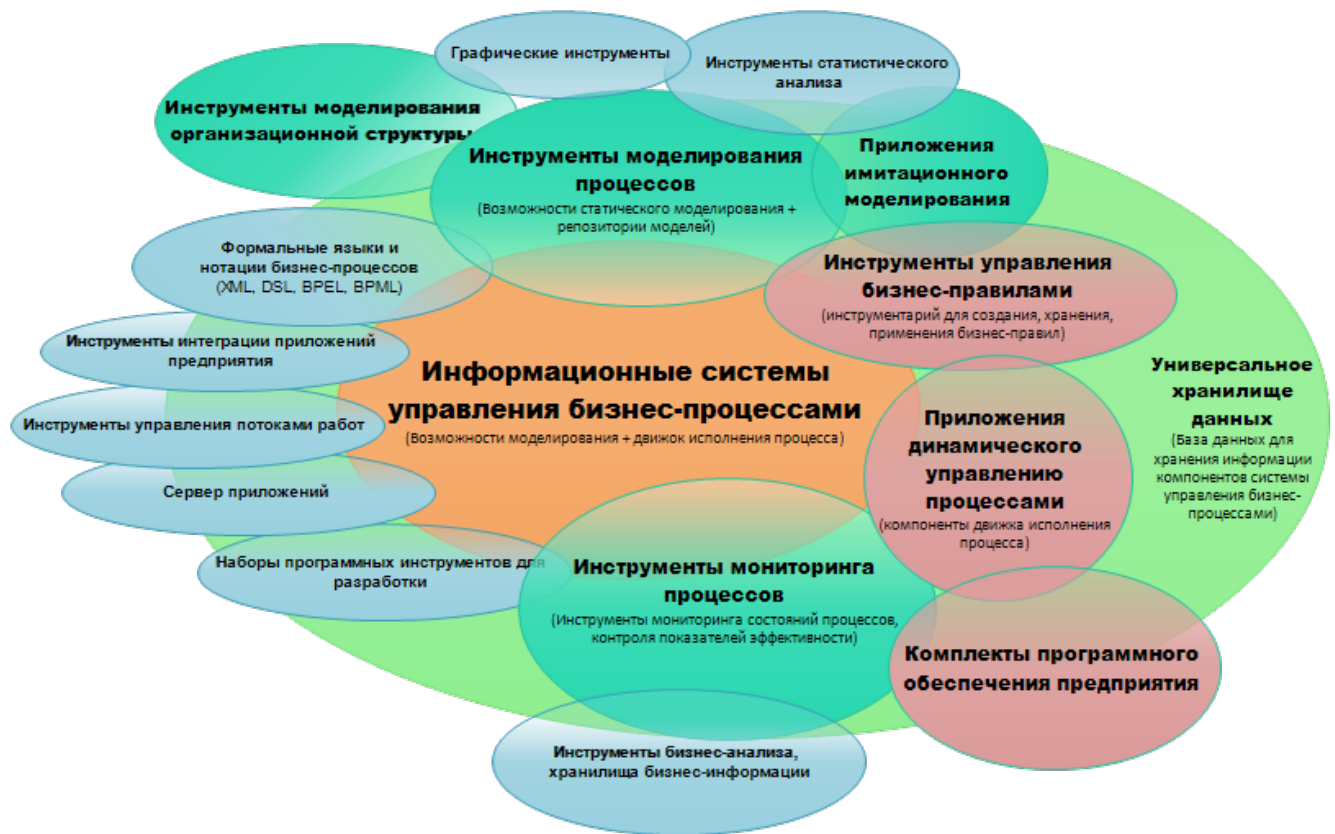 Графические инструменты
Инструменты статистического
анализа
Инструменты моделирования
организационной структуры
Инструменты моделирования
процессов
(Возможности статического моделирования +
репозитории моделей)
Приложения
имитационного
моделирования
Формальные языки и
нотации бизнес-процессов
(XML, DSL, BPEL, BPML)
Инструменты управления
бизнес-правилами
(инструментарий для создания, хранения,
применения бизнес-правил)
Инструменты интеграции приложений
предприятия
Информационные системы
управления бизнес-процессами
(Возможности моделирования + движок исполнения процесса)
Универсальное
хранилище
данных
(База данных для
хранения информации
компонентов системы
управления бизнес-
процессами)
Инструменты управления потоками работ
Приложения
динамического
управлению
процессами
(компоненты движка исполнения
процесса)
Сервер приложений
Наборы программных инструментов для
разработки
Инструменты мониторинга
процессов
(Инструменты мониторинга состояний процессов,
контроля показателей эффективности)
Комплекты программного
обеспечения предприятия
Инструменты бизнес-анализа,
хранилища бизнес-информации